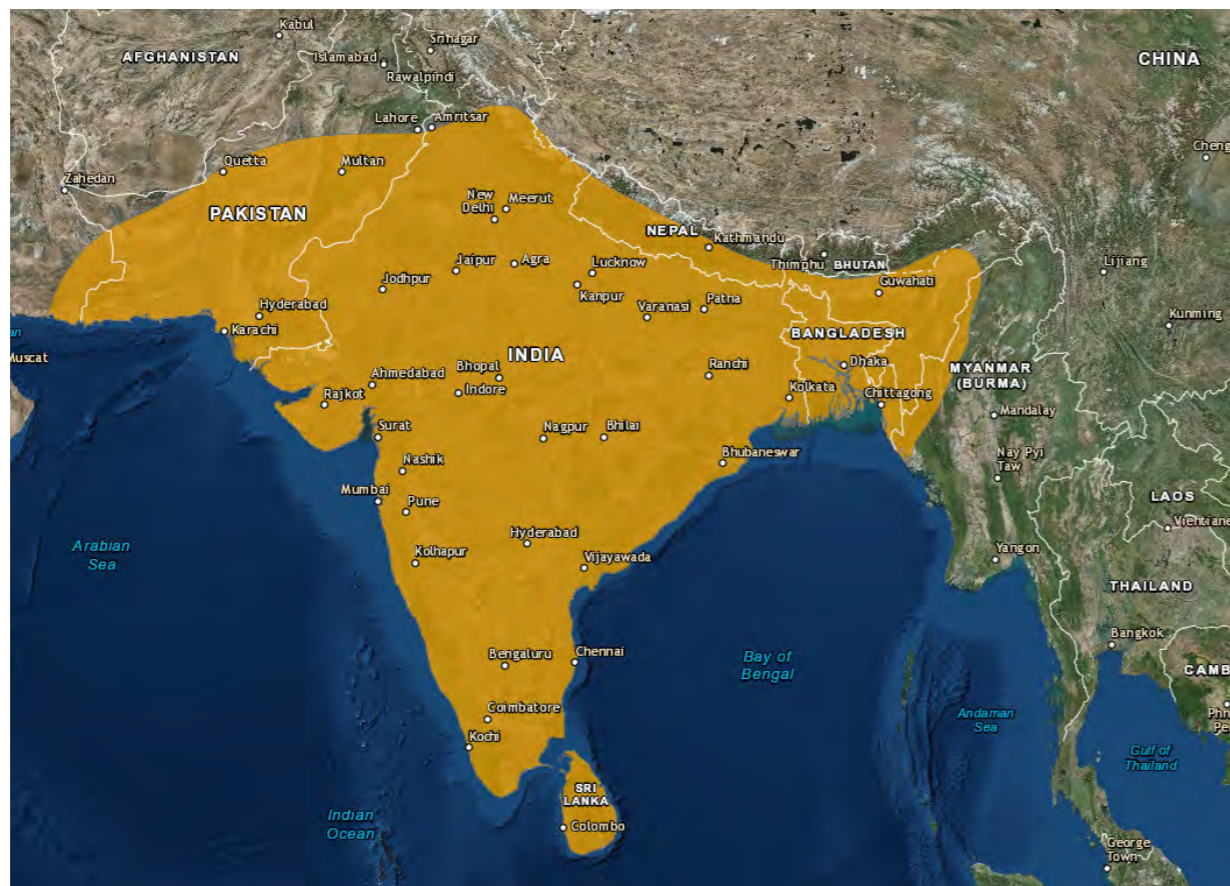 Kabul
Srinagar
AFGHANISTAN
Islamabad
CHINA
Rawalpindi
Lahore
Amritsar
Cheng
Quetta
Multan
Zahedan
New
Delhi
Meerut
PAKISTAN
NEPAL
Kathmandu
Thimphu
BHUTAN
Lijiang
Jaipur
Agra
Lucknow
Jodhpur
Kanpur
Guwahati
Patna
Varanasi
Hyderabad
Karachi
BANGLADESH
Kunming
Muscat
INDIA
Bhopal
Ranchi
Dhaka
MYANMAR
(BURMA)
Ahmedabad
Indore
Kolkata
Chittagong
Rajkot
Mandalay
Surat
Nagpur
Bhilai
Nashik
Bhubaneswar
Nay Pyi
Taw
Mumbai
Pune
LAOS
Vientiane
Arabian
Sea
Hyderabad
Kolhapur
Vijayawada
Yangon
THAILAND
Bangkok
Bengaluru
Chennai
Bay of
Bengal
CAMB
Coimbatore
Kochi
Andaman
Sea
Phn
Pe
Gulf of
Thailand
SRI
LANKA
Indian
Ocean
Colombo
George
Town